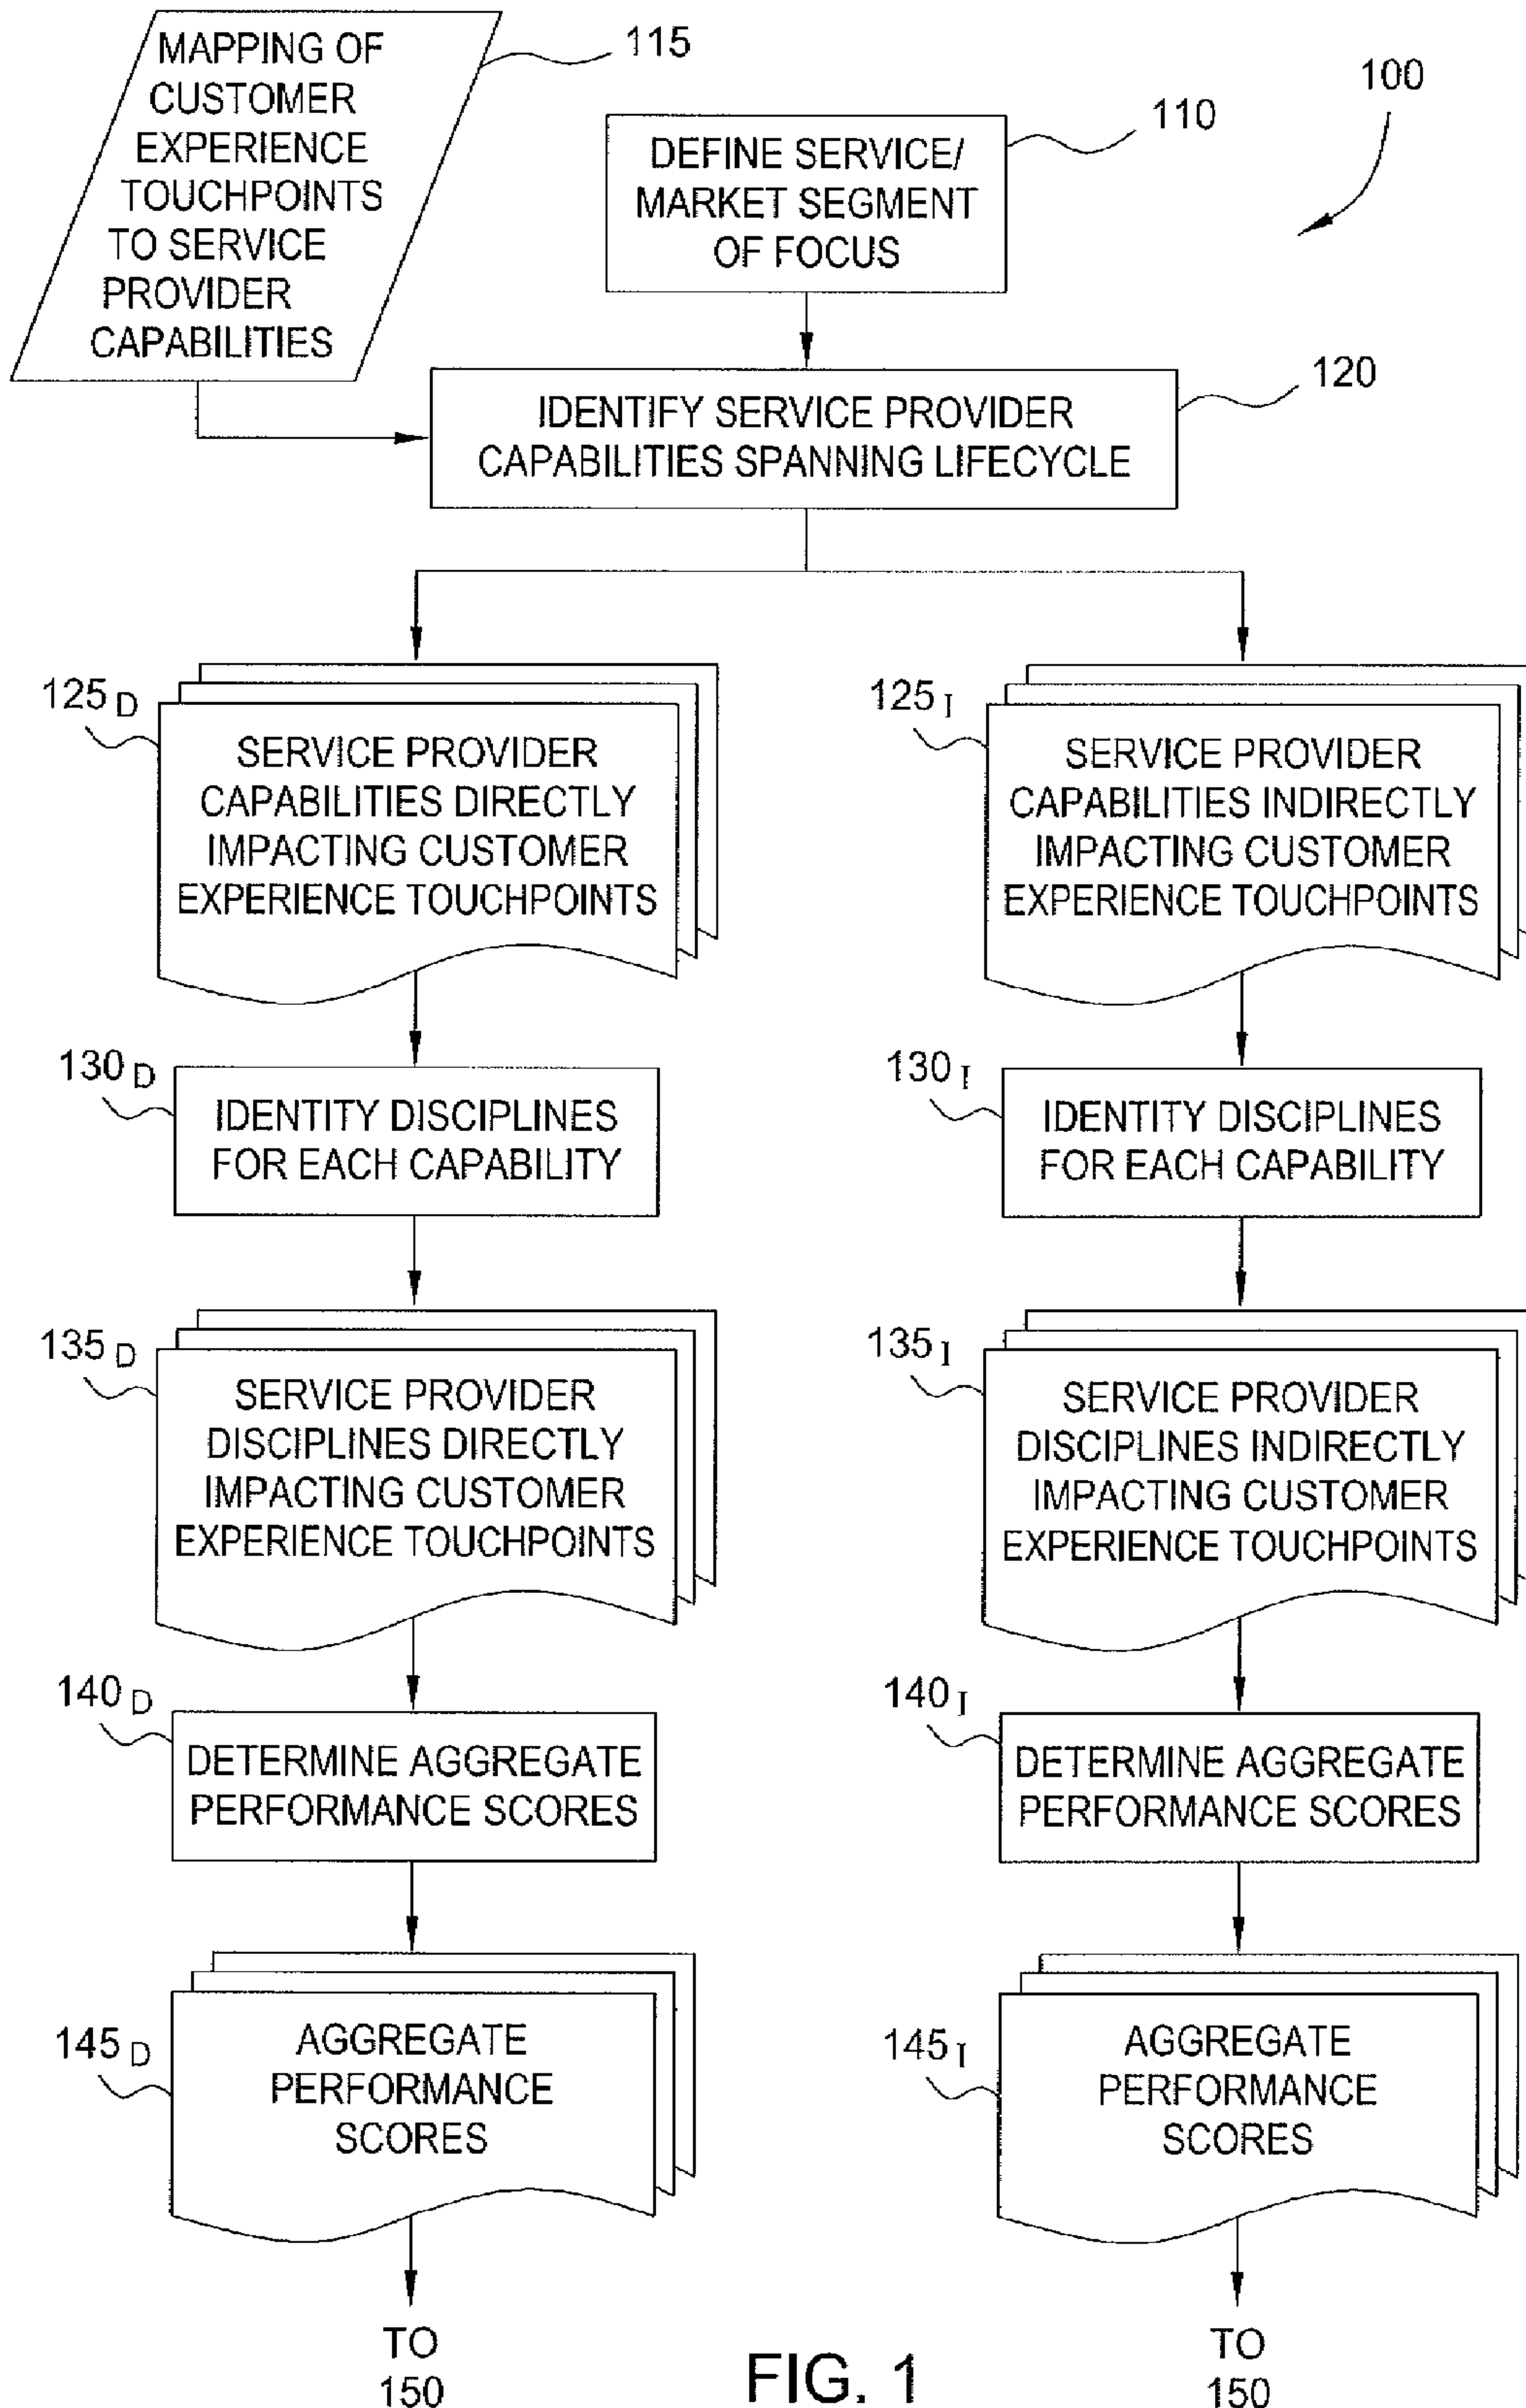 MAPPING OF
CUSTOMER
EXPERIENCE
TOUCHPOINTS
TO SERVICE
PROVIDER
CAPABILITIES
115
100
110
DEFINE SERVICE/
MARKET SEGMENT
OF FOCUS
120
IDENTIFY SERVICE PROVIDER
CAPABILITIES SPANNING LIFECYCLE
125 D
SERVICE PROVIDER
CAPABILITIES DIRECTLY
IMPACTING CUSTOMER
EXPERIENCE TOUCHPOINTS
125 I
SERVICE PROVIDER
CAPABILITIES INDIRECTLY
IMPACTING CUSTOMER
EXPERIENCE TOUCHPOINTS
130 D
IDENTITY DISCIPLINES
FOR EACH CAPABILITY
130 I
IDENTITY DISCIPLINES
FOR EACH CAPABILITY
135 D
SERVICE PROVIDER
DISCIPLINES DIRECTLY
IMPACTING CUSTOMER
EXPERIENCE TOUCHPOINTS
135 I
SERVICE PROVIDER
DISCIPLINES INDIRECTLY
IMPACTING CUSTOMER
EXPERIENCE TOUCHPOINTS
140 D
DETERMINE AGGREGATE
PERFORMANCE SCORES
140 I
DETERMINE AGGREGATE
PERFORMANCE SCORES
145 D
AGGREGATE
PERFORMANCE
SCORES
145 I
AGGREGATE
PERFORMANCE
SCORES
TO
150
TO
150
FIG. 1